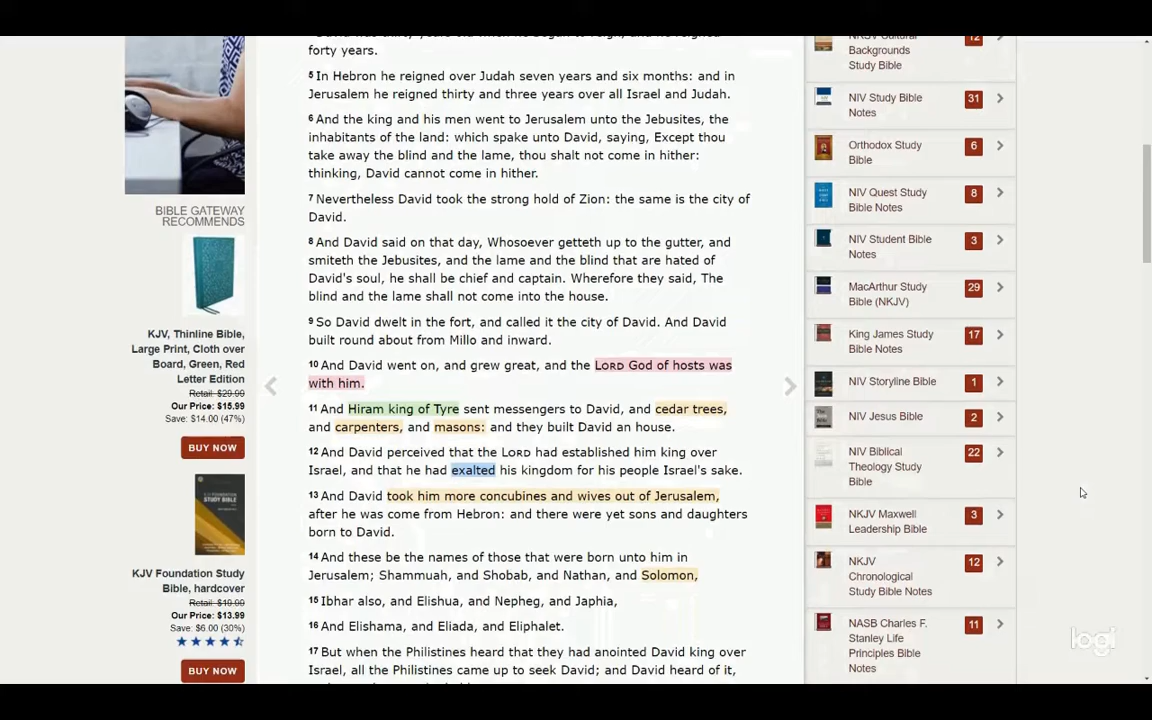 BIBLE GATEWAY
RECOMMENDS
KJV, Thinline Bible,
Large Print, Cloth over
Board, Green, Red
Letter Edition
Retail: $29.99
Our Price: $15.99
Save: $14.00 (47%)
BUY NOW
KJV Foundation Study
Bible, hardcover
Retail: $19.99
Our Price: $13.99
Save: $6.00 (30%)
BUY NOW
forty years.
5 In Hebron he reigned over Judah seven years and six months: and in
Jerusalem he reigned thirty and three years over all Israel and Judah.
6 And the king and his men went to Jerusalem unto the Jebusites, the
inhabitants of the land: which spake unto David, saying, Except thou
take away the blind and the lame, thou shalt not come in hither:
thinking, David cannot come in hither.
7 Nevertheless David took the strong hold of Zion: the same is the city of
David.
8 And David said on that day, Whosoever getteth up to the gutter, and
smiteth the Jebusites, and the lame and the blind that are hated of
David's soul, he shall be chief and captain. Wherefore they said, The
blind and the lame shall not come into the house.
9 So David dwelt in the fort, and called it the city of David. And David
built round about from Millo and inward.
10 And David went on, and grew great, and the LORD God of hosts was
with him.
11 And Hiram king of Tyre sent messengers to David, and cedar trees,
and carpenters, and masons: and they built David an house.
12 And David perceived that the LORD had established him king over
Israel, and that he had exalted his kingdom for his people Israel's sake.
13 And David took him more concubines and wives out of Jerusalem,
after he was come from Hebron: and there were yet sons and daughters
born to David.
14 And these be the names of those that were born unto him in
Jerusalem; Shammuah, and Shobab, and Nathan, and Solomon,
15 Ibhar also, and Elishua, and Nepheg, and Japhia,
16 And Elishama, and Eliada, and Eliphalet.
17 But when the Philistines heard that they had anointed David king over
Israel, all the Philistines came up to seek David; and David heard of it,
NKJV Cultural
Backgrounds
Study Bible
12
NIV Study Bible
Notes
31
Orthodox Study
Bible
6
NIV Quest Study
Bible Notes
8
NIV Student Bible
Notes
3
MacArthur Study
Bible (NKJV)
29
King James Study
Bible Notes
17
NIV Storyline Bible
1
NIV Jesus Bible
2
NIV Biblical
Theology Study
Bible
22
NKJV Maxwell
Leadership Bible
3
NKJV
Chronological
Study Bible Notes
12
NASB Charles F.
Stanley Life
Principles Bible
Notes
11
logi